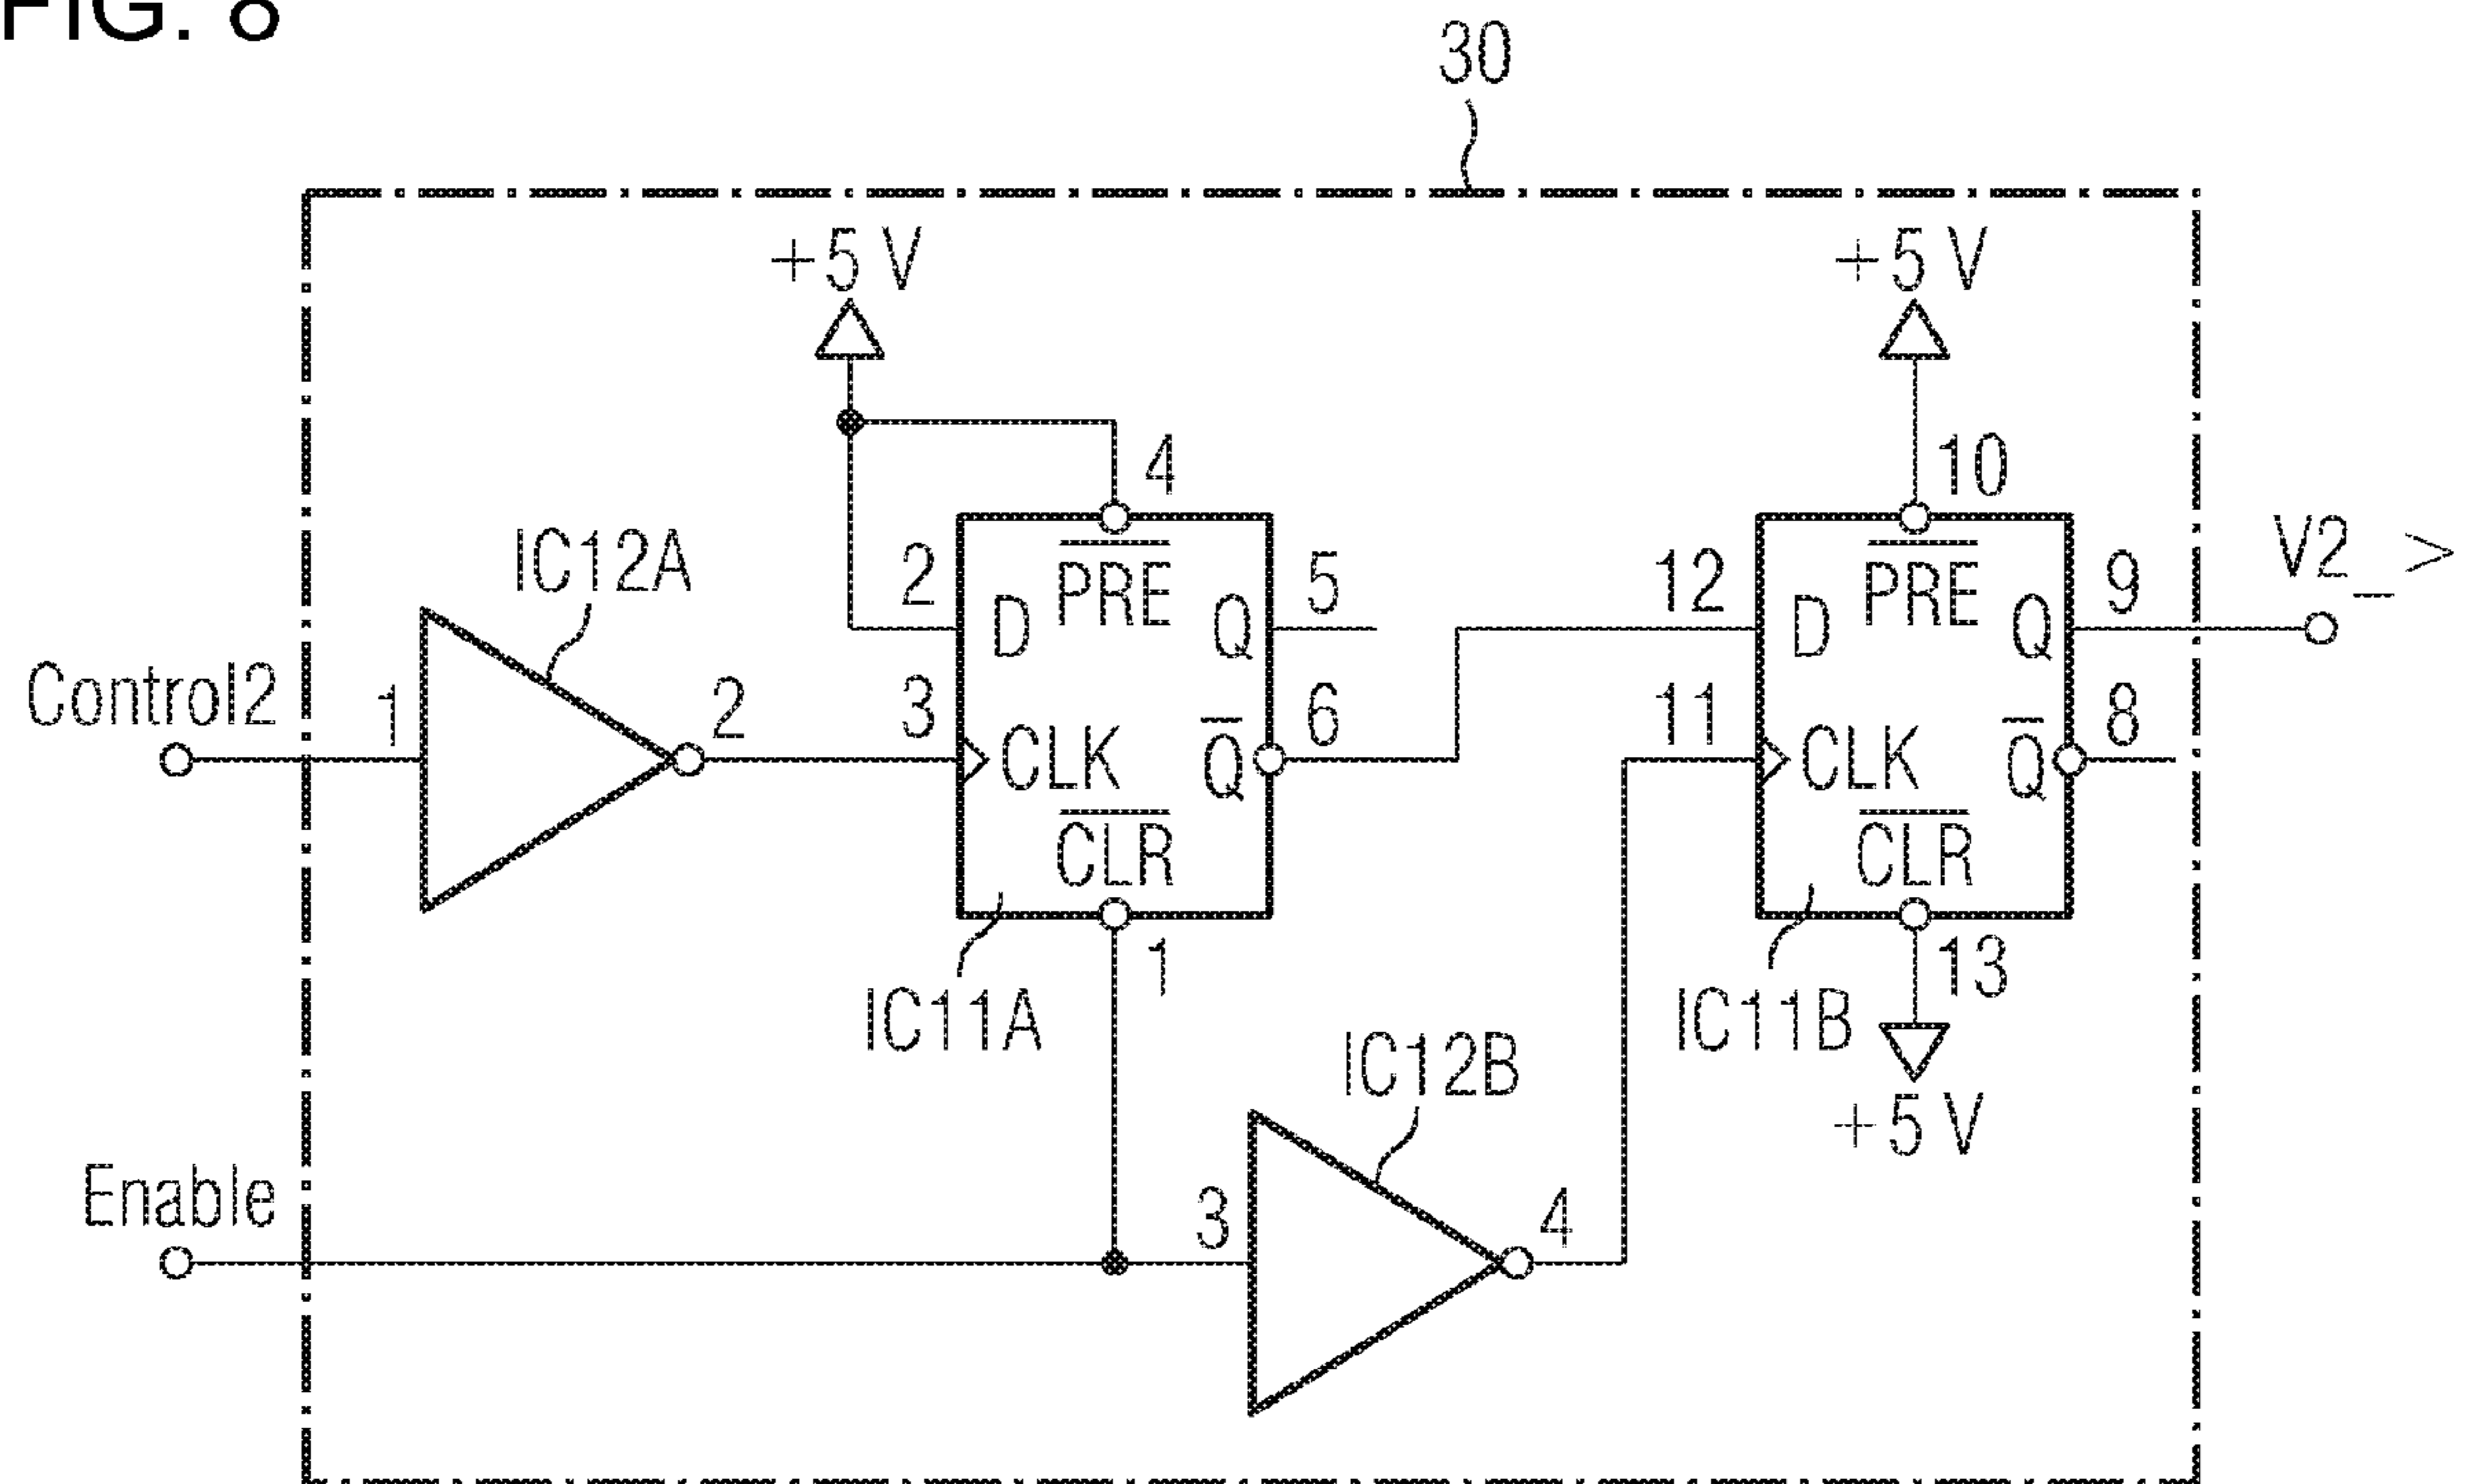 FIG. 8
30
+5 V
+5 V
4
10
IC12A
2
PRE
5
12
PRE
9
V2_>
D
Q
D
Q
Control2
1
2
3
CLK
Q
6
11
CLK
Q
8
CLR
CLR
IC11A
1
IC11B
13
IC12B
+5 V
Enable
3
4